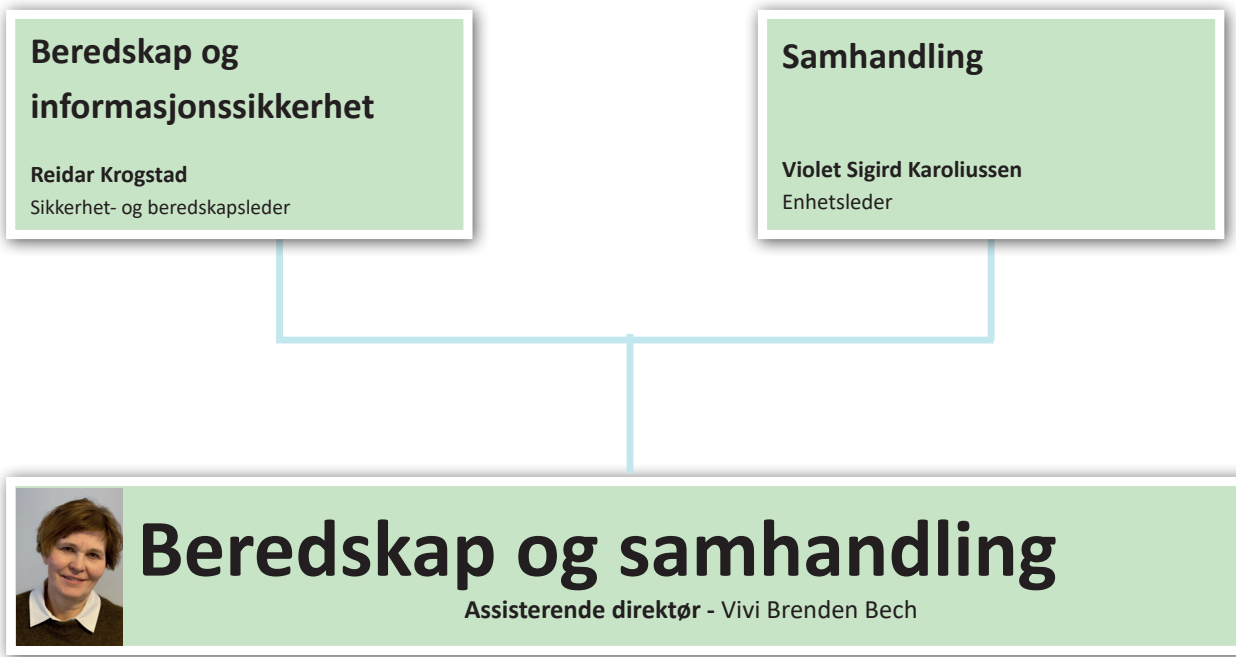 Beredskap og
informasjonssikkerhet
Reidar Krogstad
Sikkerhet- og beredskapsleder
Samhandling
Violet Sigird Karoliussen
Enhetsleder
Beredskap og samhandling
Assisterende direktør - Vivi Brenden Bech